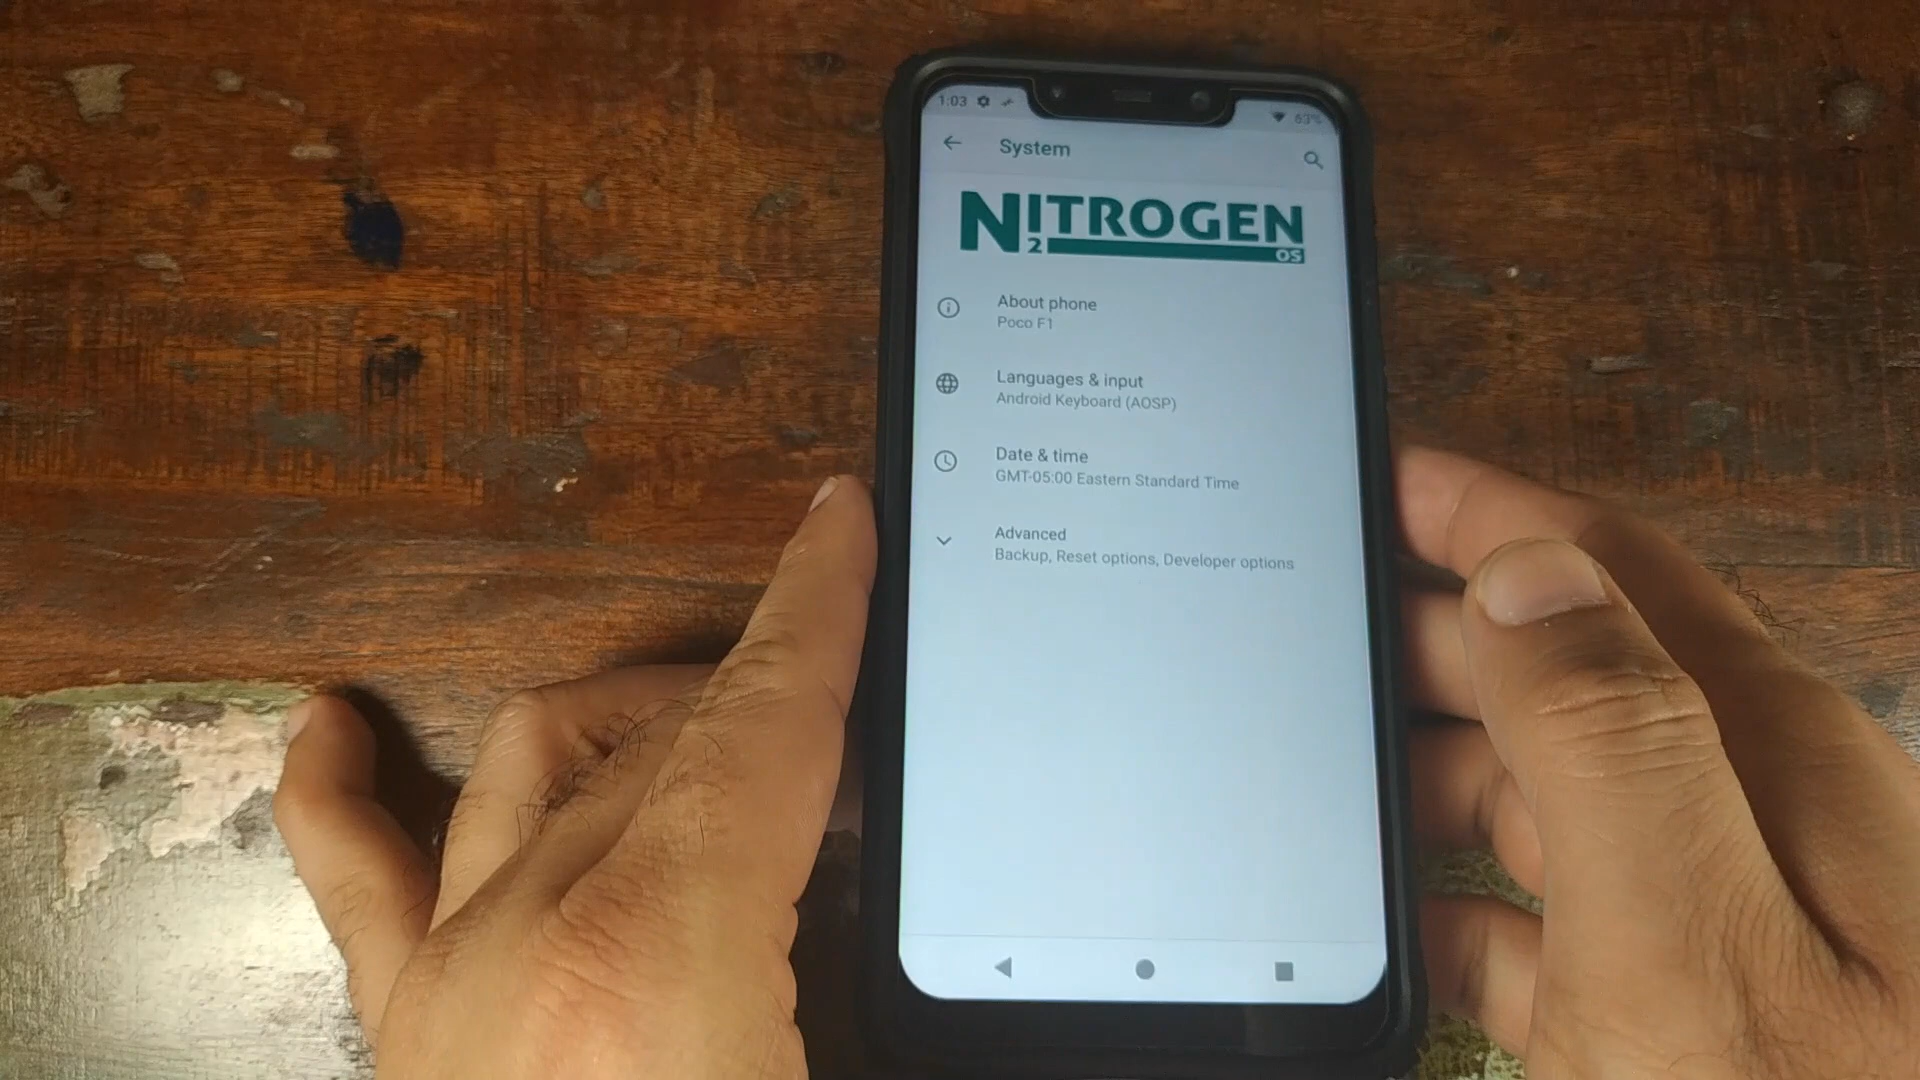 1:03
63%
System
NITROGEN
2
OS
About phone
Poco F1
Languages & input
Android Keyboard (AOSP)
Date & time
GMT-05:00 Eastern Standard Time
Advanced
Backup, Reset options, Developer options